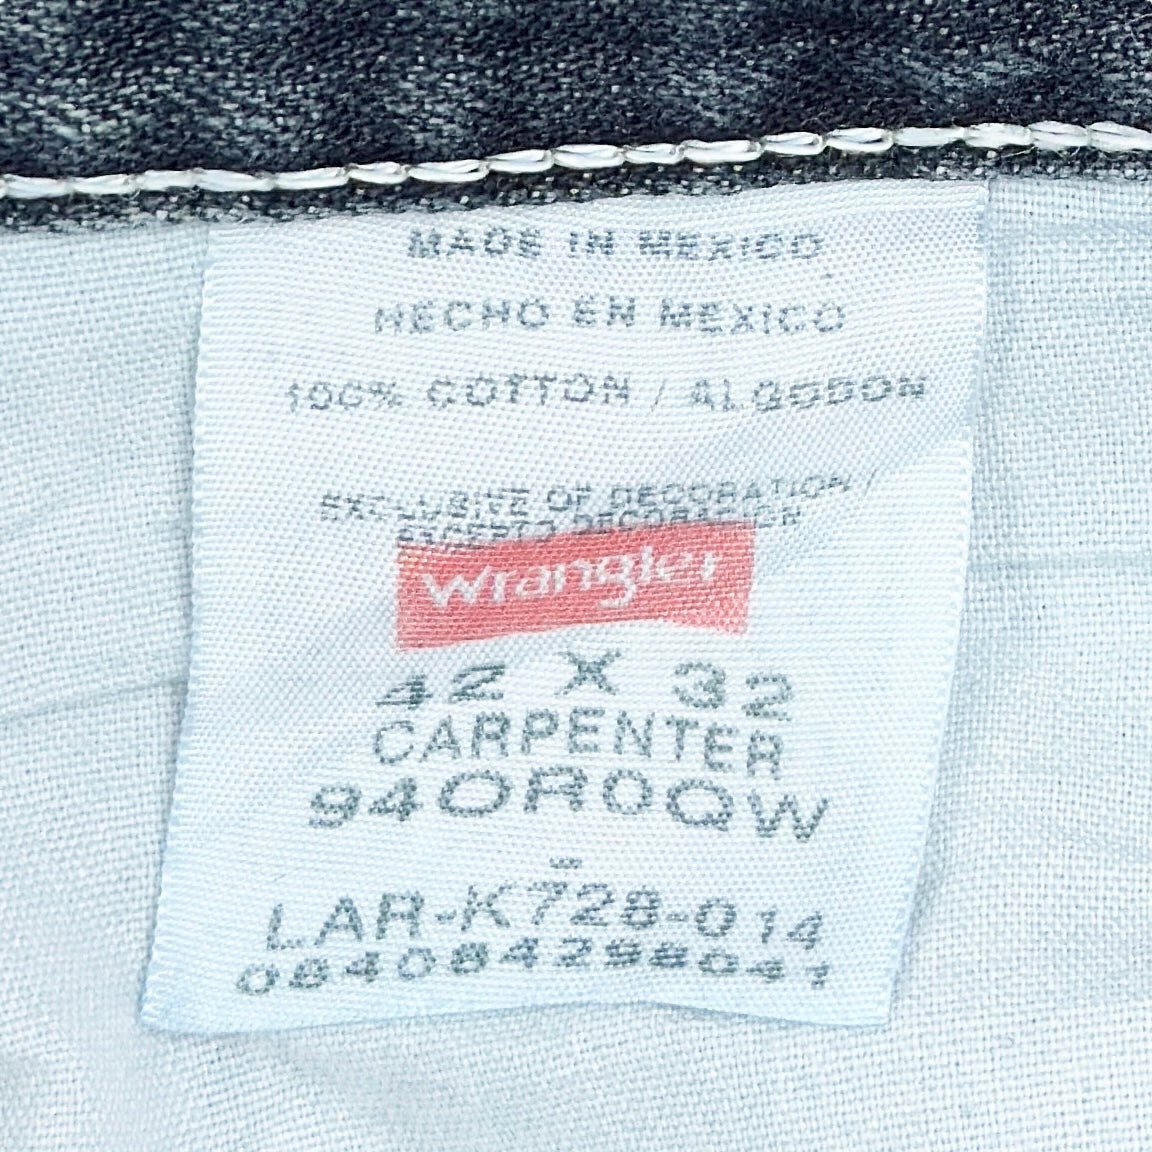 MADE IN MEXICO
HECHO EN MEXICO
100% COTTON / ALGODON
EXCLUSIVE OF DECORATION /
EXCEPTO DECORACION
Wrangler
42 X 32
CARPENTER
94OROQW
-
LAR-K728-014
084084298041